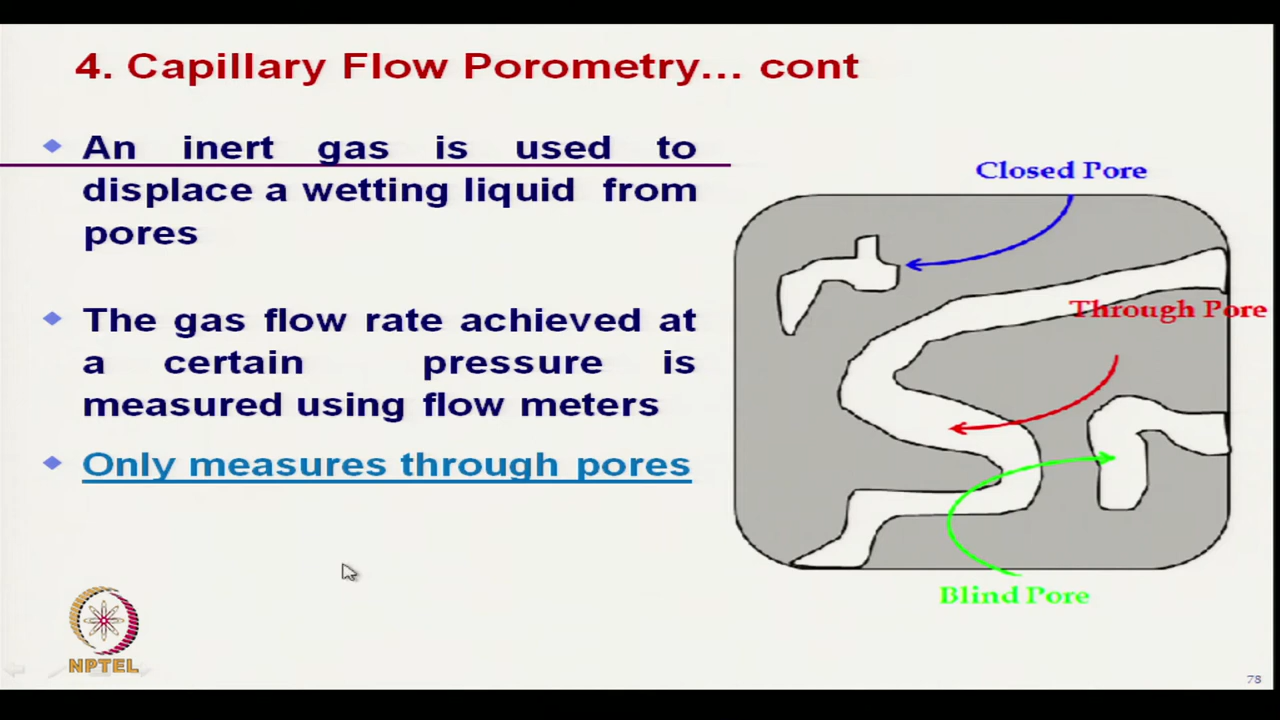 4. Capillary Flow Porometry... cont
An inert gas is used to
displace a wetting liquid from
pores
The gas flow rate achieved at
a certain pressure is
measured using flow meters
Only measures through pores
Closed Pore
Through Pore
Blind Pore
NPTEL
78